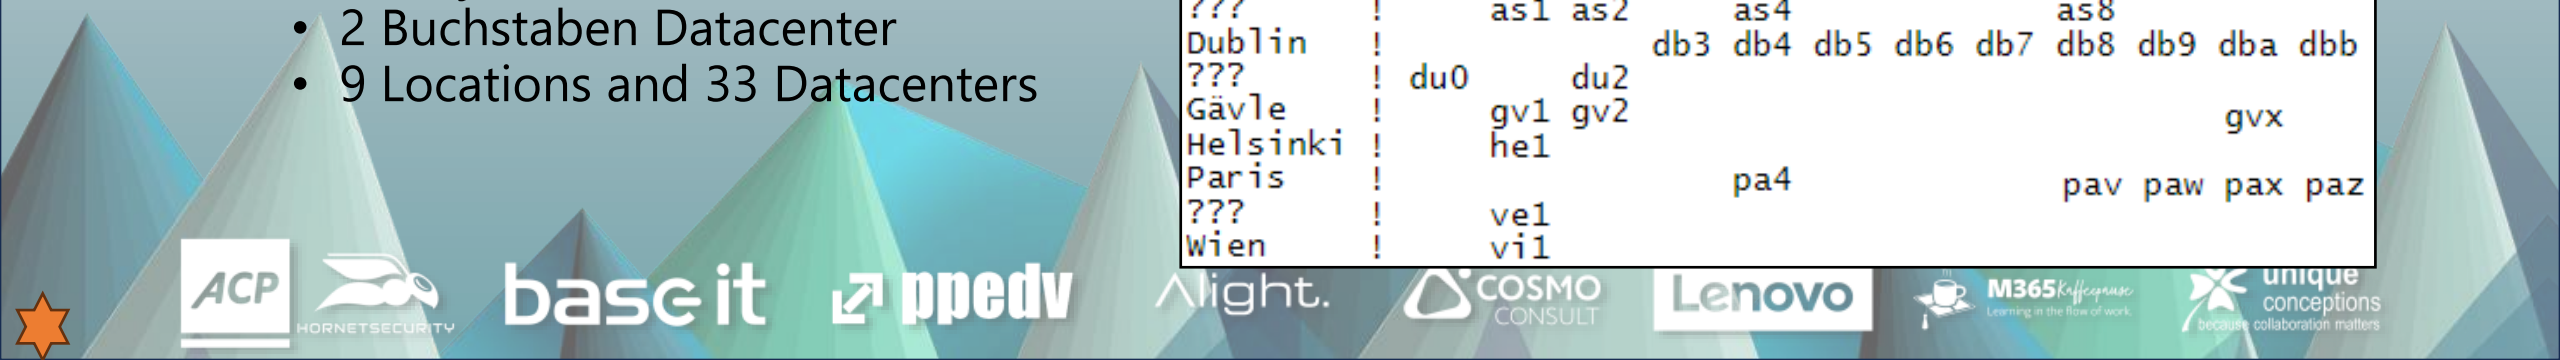 • 2 Buchstaben Datacenter
• 9 Locations and 33 Datacenters
??? ! as1 as2 as4 as8
Dublin ! db3 db4 db5 db6 db7 db8 db9 dba dbb
??? ! du0 du2
Gävle ! gv1 gv2 gvx
Helsinki ! he1
Paris ! pa4 pav paw pax paz
??? ! ve1
Wien ! vi1
ACP
HORNETSECURITY
base it
ppedv
Alight.
COSMO
CONSULT
Lenovo
M365 Kaffeepause
Learning in the flow of work.
unique
conceptions
because collaboration matters